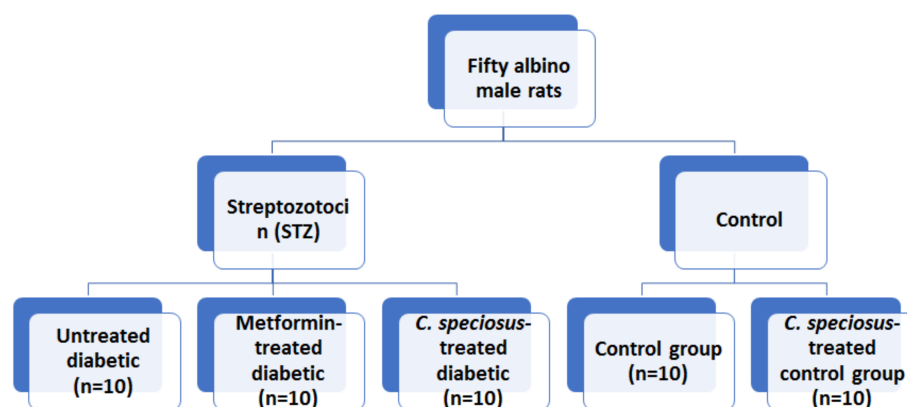 Fifty albino
male rats
Streptozotoci
n (STZ)
Control
Untreated
diabetic
(n=10)
Metformin-
treated
diabetic
(n=10)
C. speciosus-
treated
diabetic
(n=10)
Control group
(n=10)
C. speciosus-
treated
control group
(n=10)